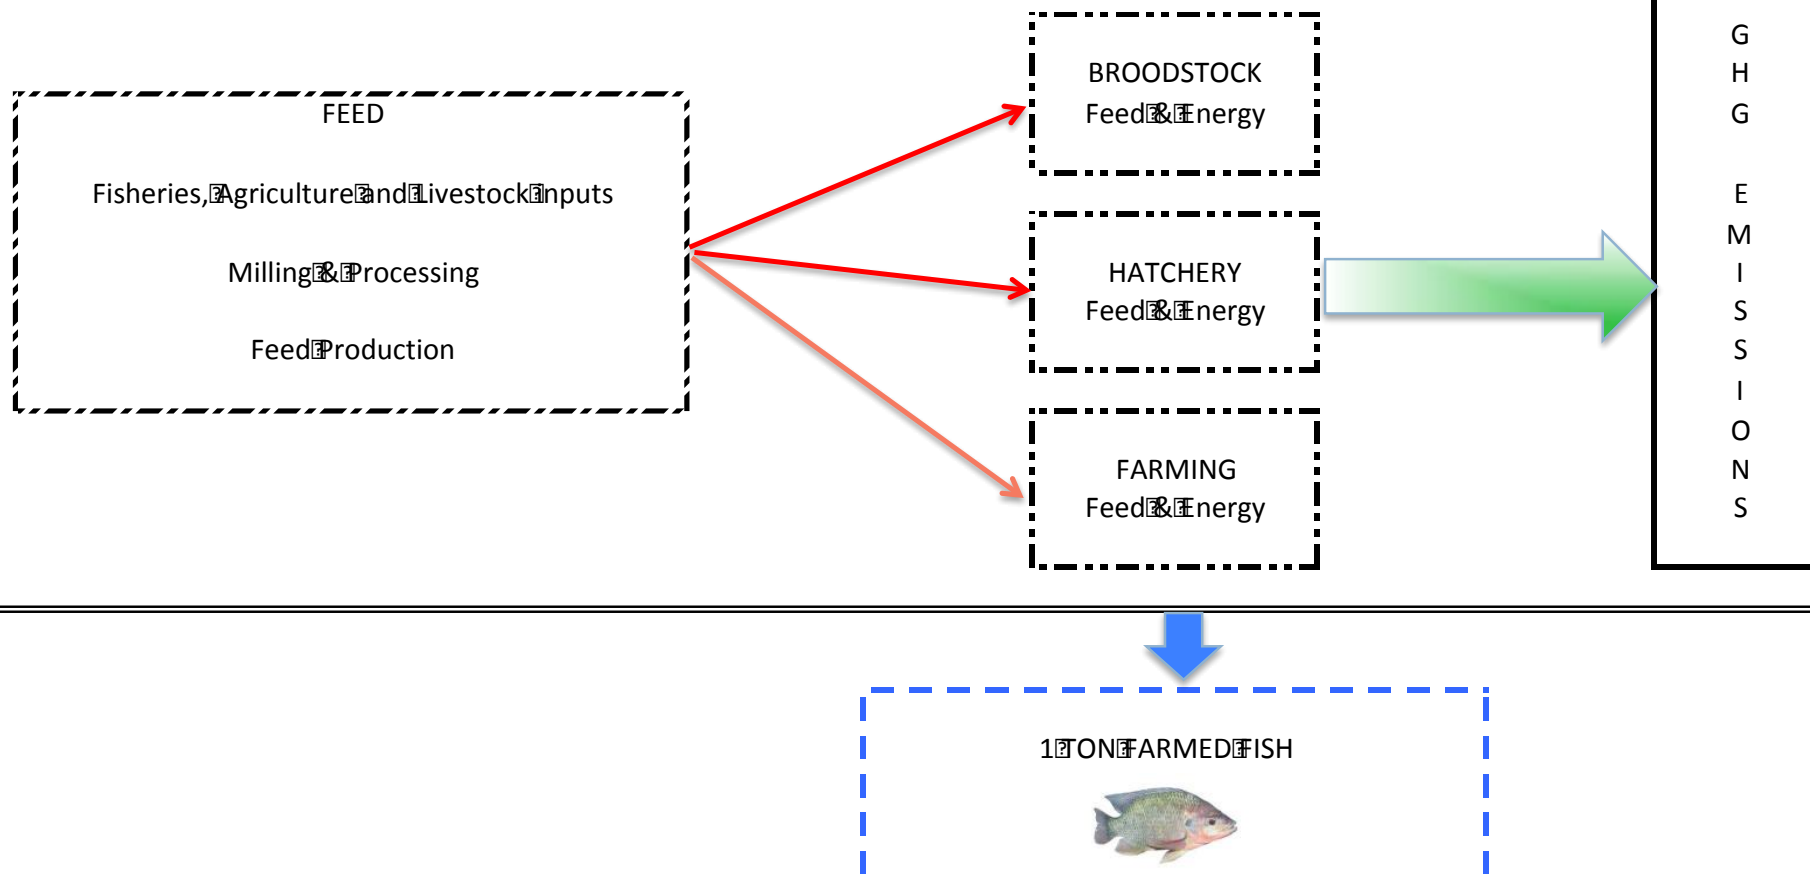 FEED
Fisheries, Agriculture and Livestock inputs
Milling & Processing
Feed Production
BROODSTOCK
Feed & Energy
HATCHERY
Feed & Energy
FARMING
Feed & Energy
G
H
G
E
M
I
S
S
I
O
N
S
1 TON FARMED FISH